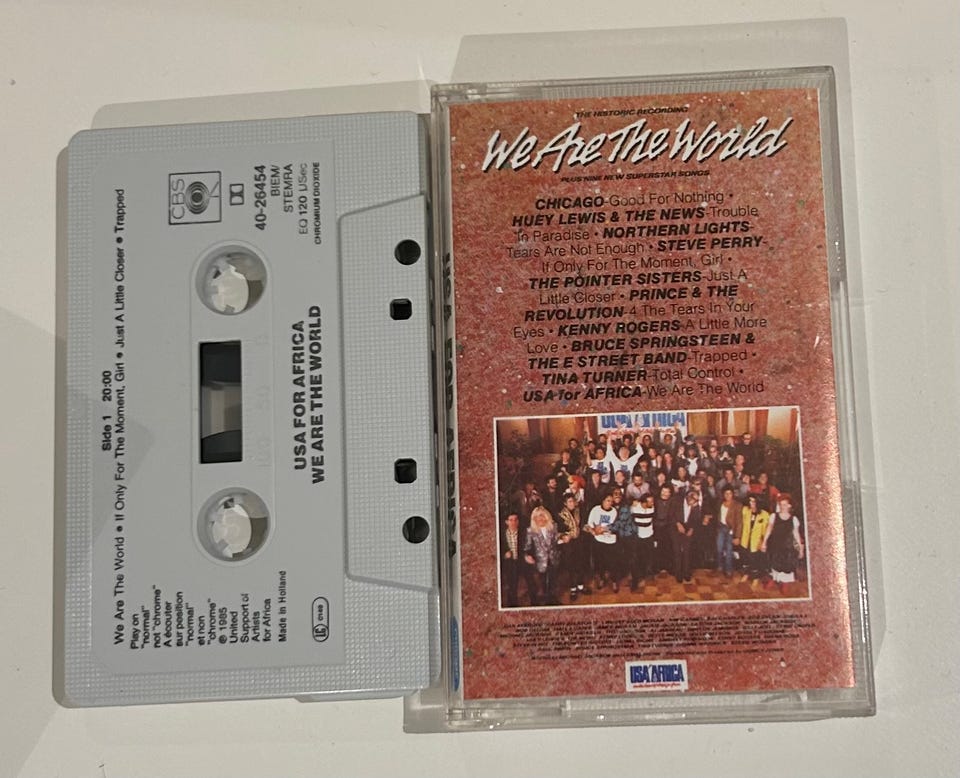 Side 1 20:00
We Are The World ● If Only For The Moment, Girl ● Just A Little Closer ● Trapped
Play on
"normal"
not "chrome"
A écouter
sur position
"normal"
et non
"chrome"
℗ 1985
United
Support of
Artists
for Africa
Made in Holland
CBS
40-26454
BIEM/
STEMRA
EQ 120 µSec
CHROMIUM DIOXIDE
USA FOR AFRICA
WE ARE THE WORLD
LC 0149
THE HISTORIC RECORDING
We Are The World
PLUS NINE NEW SUPERSTAR SONGS
CHICAGO-Good For Nothing •
HUEY LEWIS & THE NEWS-Trouble
In Paradise • NORTHERN LIGHTS-
Tears Are Not Enough • STEVE PERRY-
If Only For The Moment, Girl •
THE POINTER SISTERS-Just A
Little Closer • PRINCE & THE
REVOLUTION-4 The Tears In Your
Eyes • KENNY ROGERS-A Little More
Love • BRUCE SPRINGSTEEN &
THE E STREET BAND-Trapped •
TINA TURNER-Total Control •
USA for AFRICA-We Are The World
USA AFRICA